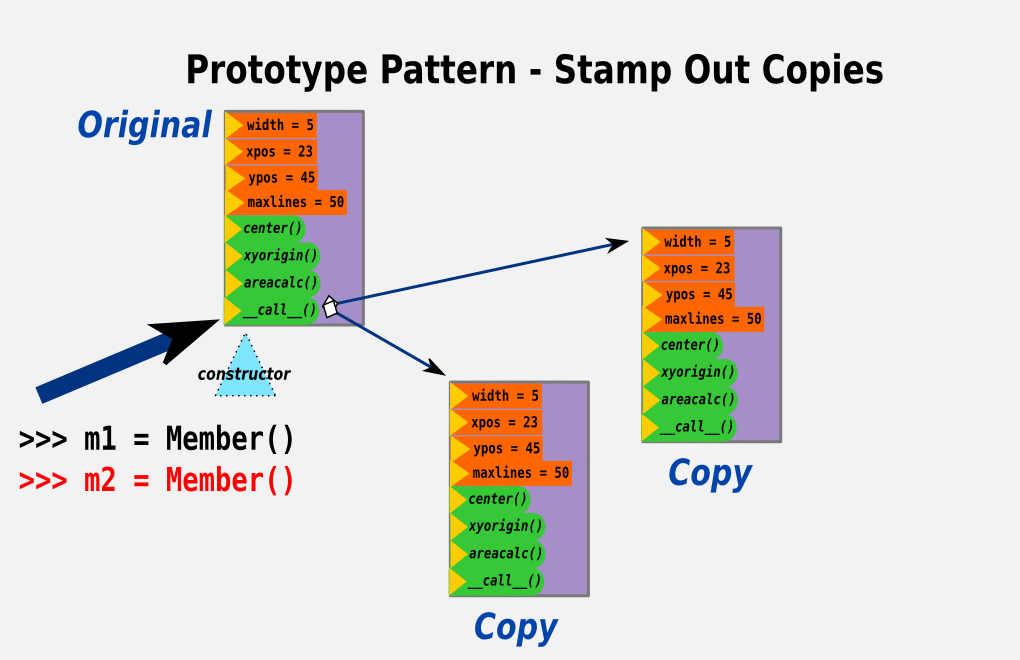 Prototype Pattern - Stamp Out Copies
Original
width = 5
xpos = 23
ypos = 45
maxlines = 50
center()
xyorigin()
areacalc()
__call__()
constructor
>>> m1 = Member()
>>> m2 = Member()
width = 5
xpos = 23
ypos = 45
maxlines = 50
center()
xyorigin()
areacalc()
__call__()
Copy
width = 5
xpos = 23
ypos = 45
maxlines = 50
center()
xyorigin()
areacalc()
__call__()
Copy